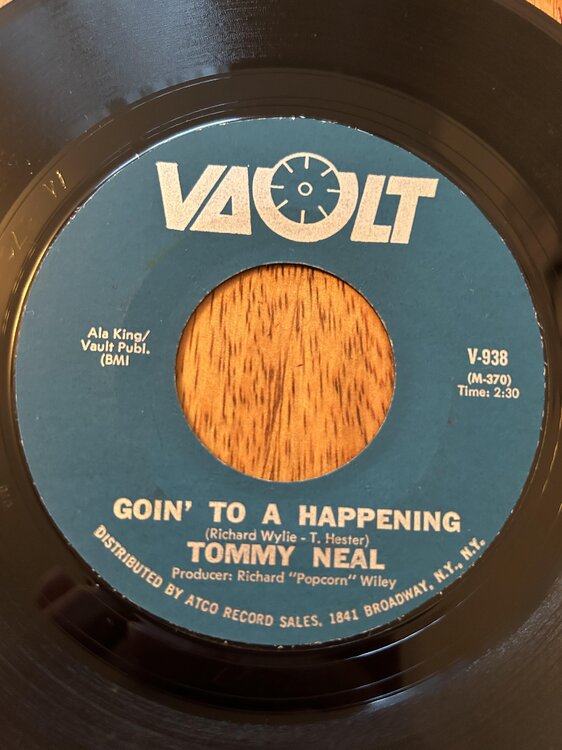 VAULT
Ala King/
Vault Publ.
(BMI
V-938
(M-370)
Time: 2:30
GOIN' TO A HAPPENING
(Richard Wylie - T. Hester)
TOMMY NEAL
Producer: Richard "Popcorn" Wiley
DISTRIBUTED BY ATCO RECORD SALES, 1841 BROADWAY, N.Y., N.Y.